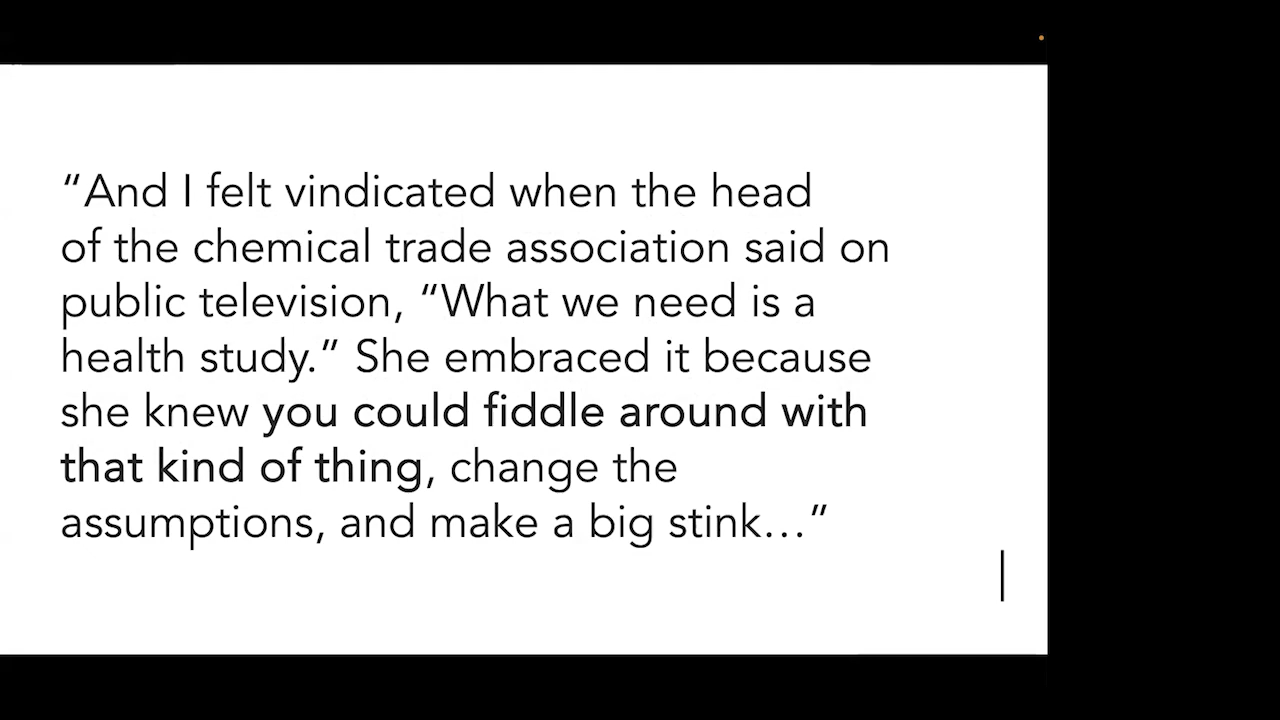 “And I felt vindicated when the head
of the chemical trade association said on
public television, “What we need is a
health study.” She embraced it because
she knew you could fiddle around with
that kind of thing, change the
assumptions, and make a big stink…”